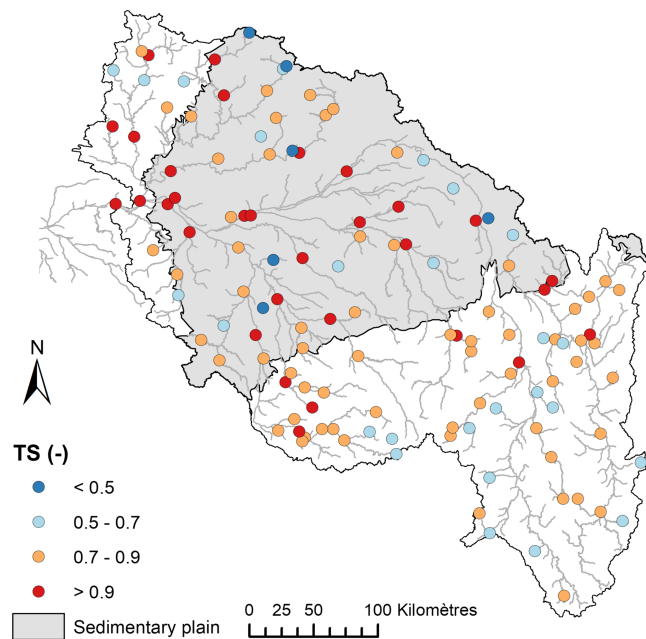 N
TS (-)
< 0.5
0.5 - 0.7
0.7 - 0.9
> 0.9
Sedimentary plain
0 25 50 100 Kilomètres